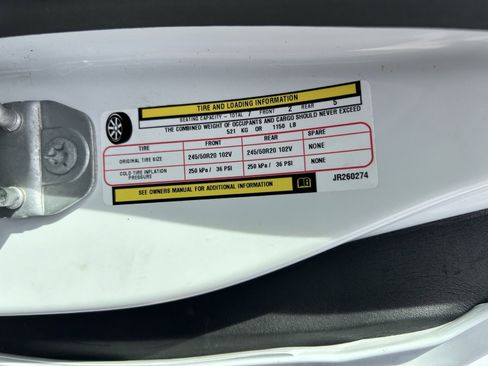 TIRE AND LOADING INFORMATION
SEATING CAPACITY - TOTAL 7 FRONT 2 REAR 5
THE COMBINED WEIGHT OF OCCUPANTS AND CARGO SHOULD NEVER EXCEED
521 KG OR 1150 LB
TIRE FRONT REAR SPARE
ORIGINAL TIRE SIZE 245/50R20 102V 245/50R20 102V NONE
COLD TIRE INFLATION PRESSURE 250 kPa / 36 PSI 250 kPa / 36 PSI NONE
SEE OWNERS MANUAL FOR ADDITIONAL INFORMATION
JR260274